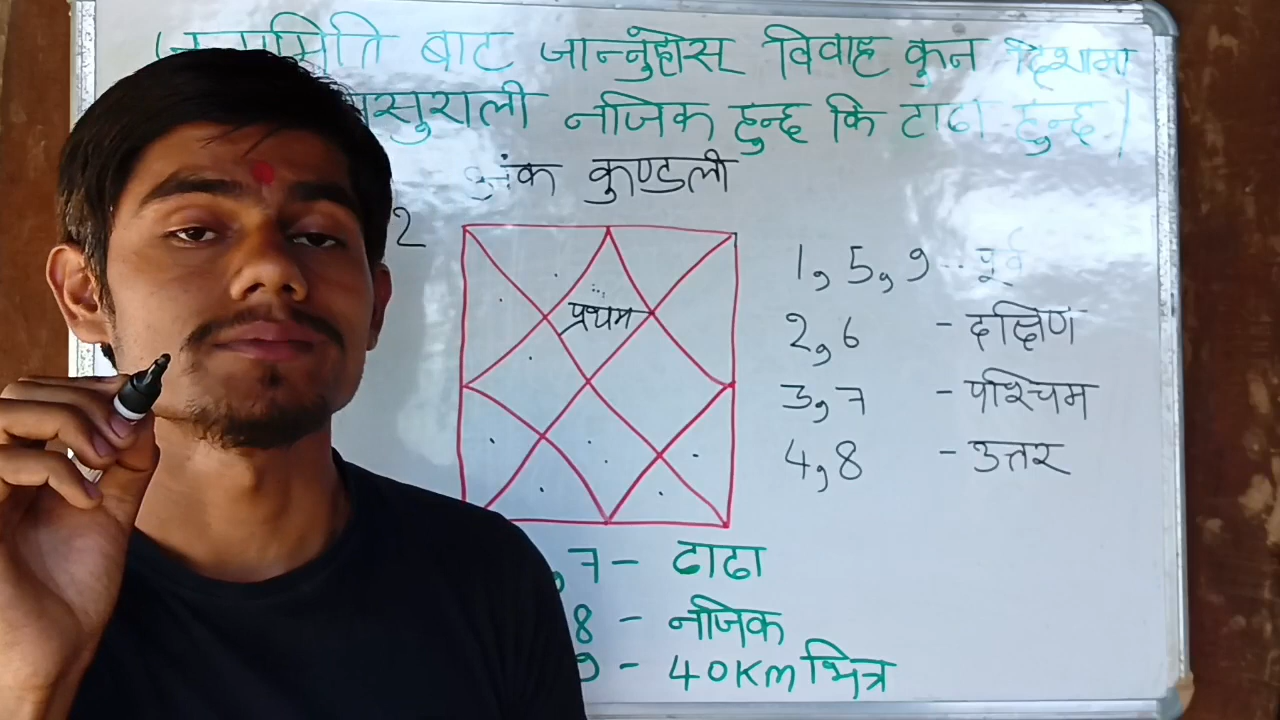 बाट जान्नुहोस् विवाह कुन दिशामा
नजिक हुन्छ कि टाढा हुन्छ।
अंक कुण्डली
2
प्रथम
1, 5, 9 .. पूर्व
2, 6 - दक्षिण
3, 7 - पश्चिम
4, 8 - उत्तर
, 7 - टाढा
8 - नजिक
9 - 40Km भित्र